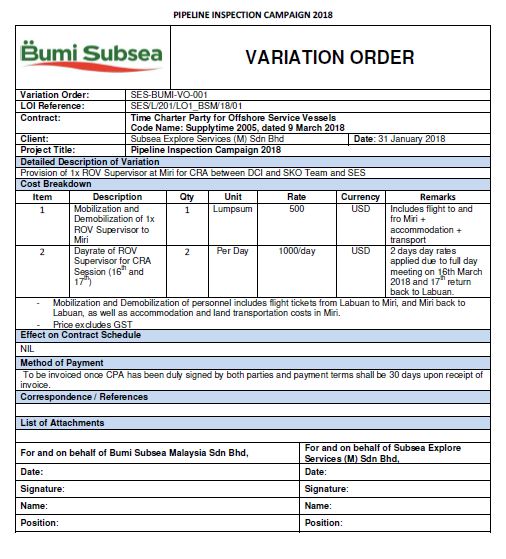 PIPELINE INSPECTION CAMPAIGN 2018
Bumi Subsea
VARIATION ORDER
Variation Order: SES-BUMI-VO-001
LOI Reference: SES/L/201/LO1_BSM/18/01
Contract: Time Charter Party for Offshore Service Vessels
Code Name: Supplytime 2005, dated 9 March 2018
Client: Subsea Explore Services (M) Sdn Bhd Date: 31 January 2018
Project Title: Pipeline Inspection Campaign 2018
Detailed Description of Variation
Provision of 1x ROV Supervisor at Miri for CRA between DCI and SKO Team and SES
Cost Breakdown
Item Description Qty Unit Rate Currency Remarks
1 Mobilization and Demobilization of 1x ROV Supervisor to Miri 1 Lumpsum 500 USD Includes flight to and fro Miri + accommodation + transport
2 Dayrate of ROV Supervisor for CRA Session (16th and 17th) 2 Per Day 1000/day USD 2 days day rates applied due to full day meeting on 16th March 2018 and 17th return back to Labuan.
- Mobilization and Demobilization of personnel includes flight tickets from Labuan to Miri, and Miri back to
Labuan, as well as accommodation and land transportation costs in Miri.
- Price excludes GST
Effect on Contract Schedule
NIL
Method of Payment
To be invoiced once CPA has been duly signed by both parties and payment terms shall be 30 days upon receipt of
invoice.
Correspondence / References
List of Attachments
For and on behalf of Bumi Subsea Malaysia Sdn Bhd, For and on behalf of Subsea Explore Services (M) Sdn Bhd,
Date: Date:
Signature: Signature:
Name: Name:
Position: Position: